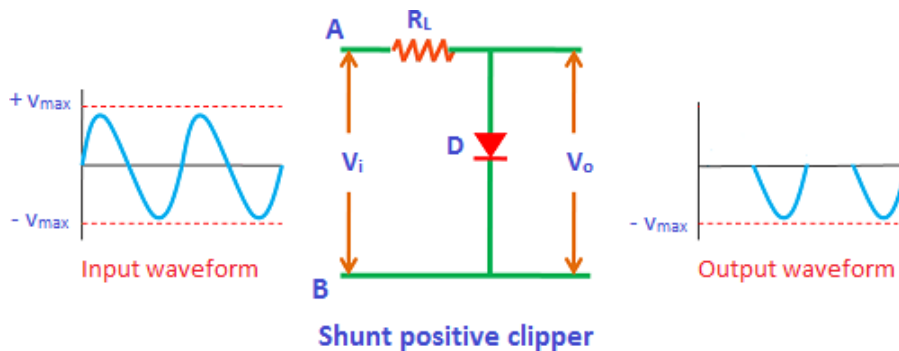 + Vmax
- Vmax
Input waveform
A
RL
D
Vi
Vo
B
- Vmax
Output waveform
Shunt positive clipper